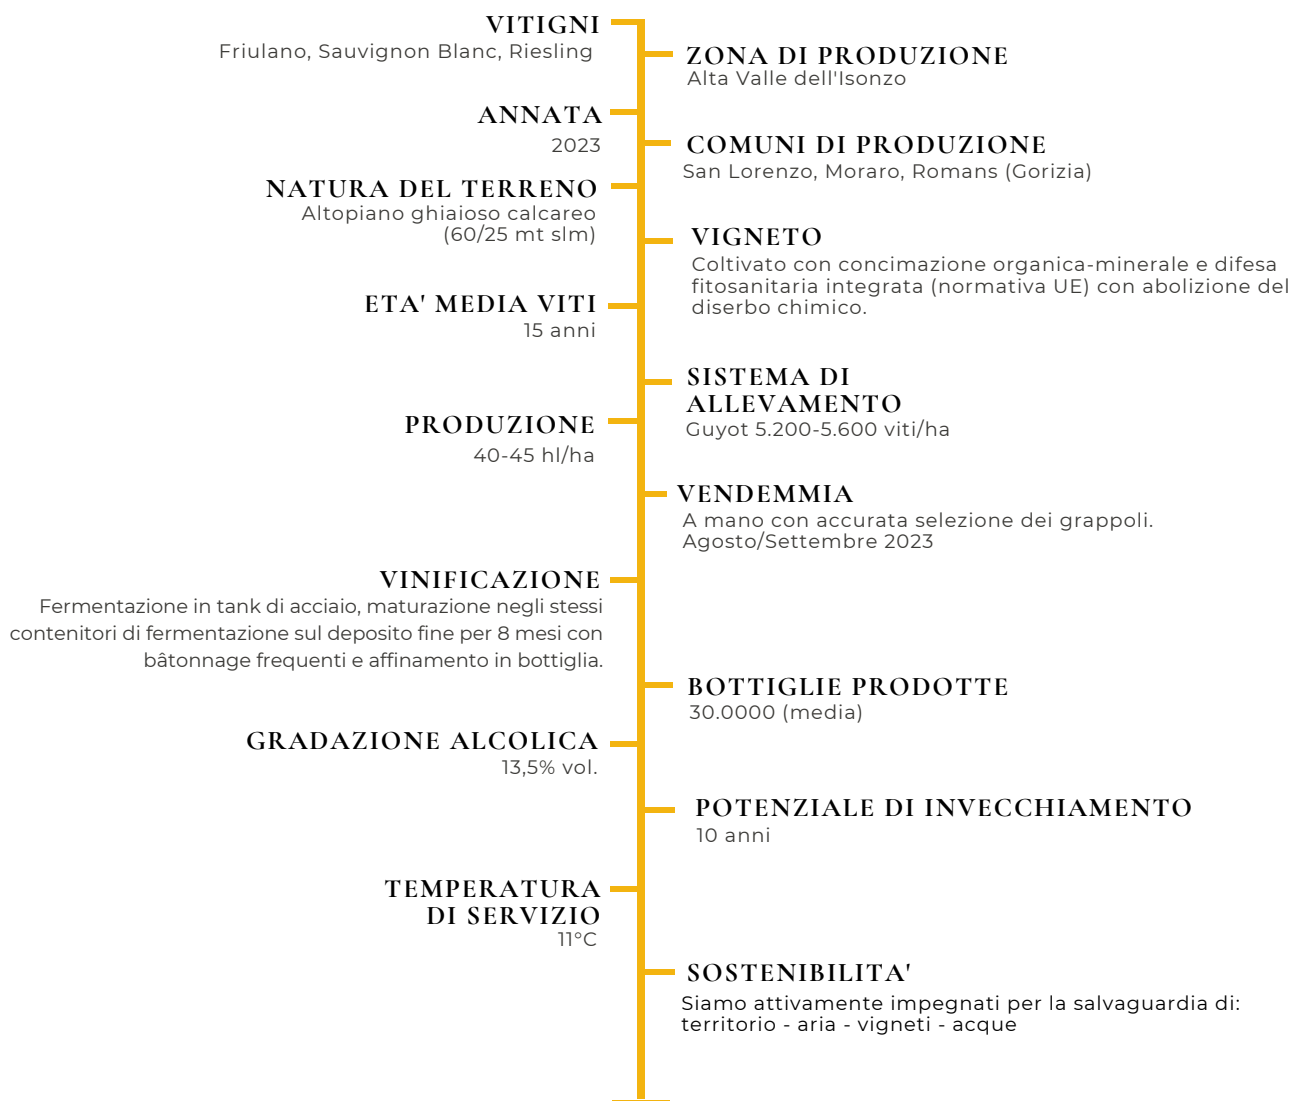 VITIGNI
Friulano, Sauvignon Blanc, Riesling
ZONA DI PRODUZIONE
Alta Valle dell'Isonzo
ANNATA
2023
COMUNI DI PRODUZIONE
San Lorenzo, Moraro, Romans (Gorizia)
NATURA DEL TERRENO
Altopiano ghiaioso calcareo
(60/25 mt slm)
VIGNETO
Coltivato con concimazione organica-minerale e difesa
fitosanitaria integrata (normativa UE) con abolizione del
diserbo chimico.
ETA' MEDIA VITI
15 anni
SISTEMA DI
ALLEVAMENTO
Guyot 5.200-5.600 viti/ha
PRODUZIONE
40-45 hl/ha
VENDEMMIA
A mano con accurata selezione dei grappoli.
Agosto/Settembre 2023
VINIFICAZIONE
Fermentazione in tank di acciaio, maturazione negli stessi
contenitori di fermentazione sul deposito fine per 8 mesi con
bâtonnage frequenti e affinamento in bottiglia.
BOTTIGLIE PRODOTTE
30.0000 (media)
GRADAZIONE ALCOLICA
13,5% vol.
POTENZIALE DI INVECCHIAMENTO
10 anni
TEMPERATURA
DI SERVIZIO
11°C
SOSTENIBILITA'
Siamo attivamente impegnati per la salvaguardia di:
territorio - aria - vigneti - acque